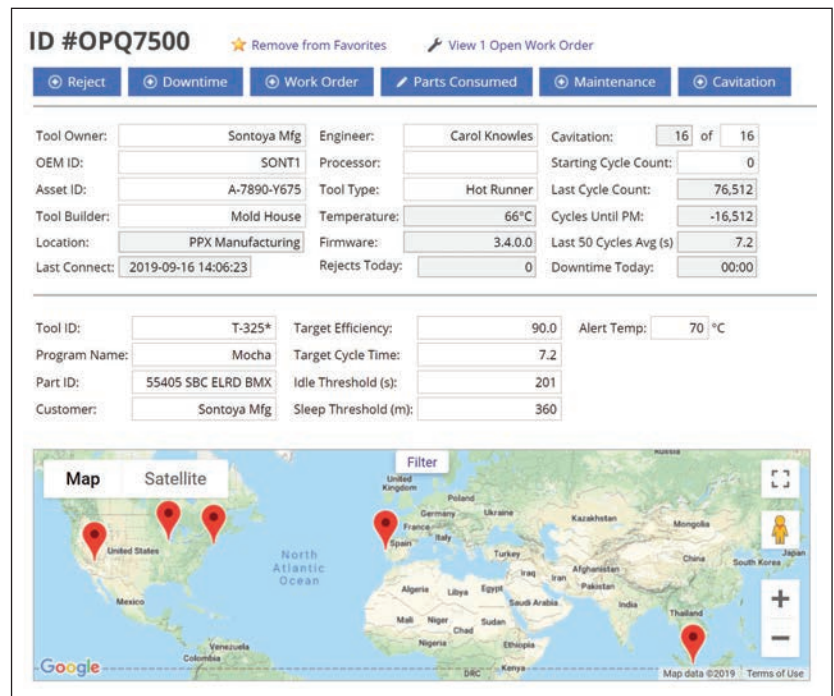 ID #OPQ7500 Remove from Favorites View 1 Open Work Order
Reject Downtime Work Order Parts Consumed Maintenance Cavitation
Tool Owner: Sontoya Mfg Engineer: Carol Knowles Cavitation: 16 of 16
OEM ID: SONT1 Processor: Starting Cycle Count: 0
Asset ID: A-7890-Y675 Tool Type: Hot Runner Last Cycle Count: 76,512
Tool Builder: Mold House Temperature: 66°C Cycles Until PM: -16,512
Location: PPX Manufacturing Firmware: 3.4.0.0 Last 50 Cycles Avg (s) 7.2
Last Connect: 2019-09-16 14:06:23 Rejects Today: 0 Downtime Today: 00:00
Tool ID: T-325* Target Efficiency: 90.0 Alert Temp: 70 °C
Program Name: Mocha Target Cycle Time: 7.2
Part ID: 55405 SBC ELRD BMX Idle Threshold (s): 201
Customer: Sontoya Mfg Sleep Threshold (m): 360
Map Satellite Filter
Russia
United
Kingdom
Poland
Germany Ukraine
Kazakhstan Mongolia
France
Italy
Spain
United States
North
Atlantic
Ocean
Turkey
China Japan
South Korea
Iraq Iran Afghanistan
Pakistan
Algeria Libya Egypt
Saudi Arabia
India
Mexico
Thailand
Mali Niger Sudan
Chad
Nigeria Ethiopia
Venezuela
Colombia
DRC Kenya
Google Map data ©2019 Terms of Use